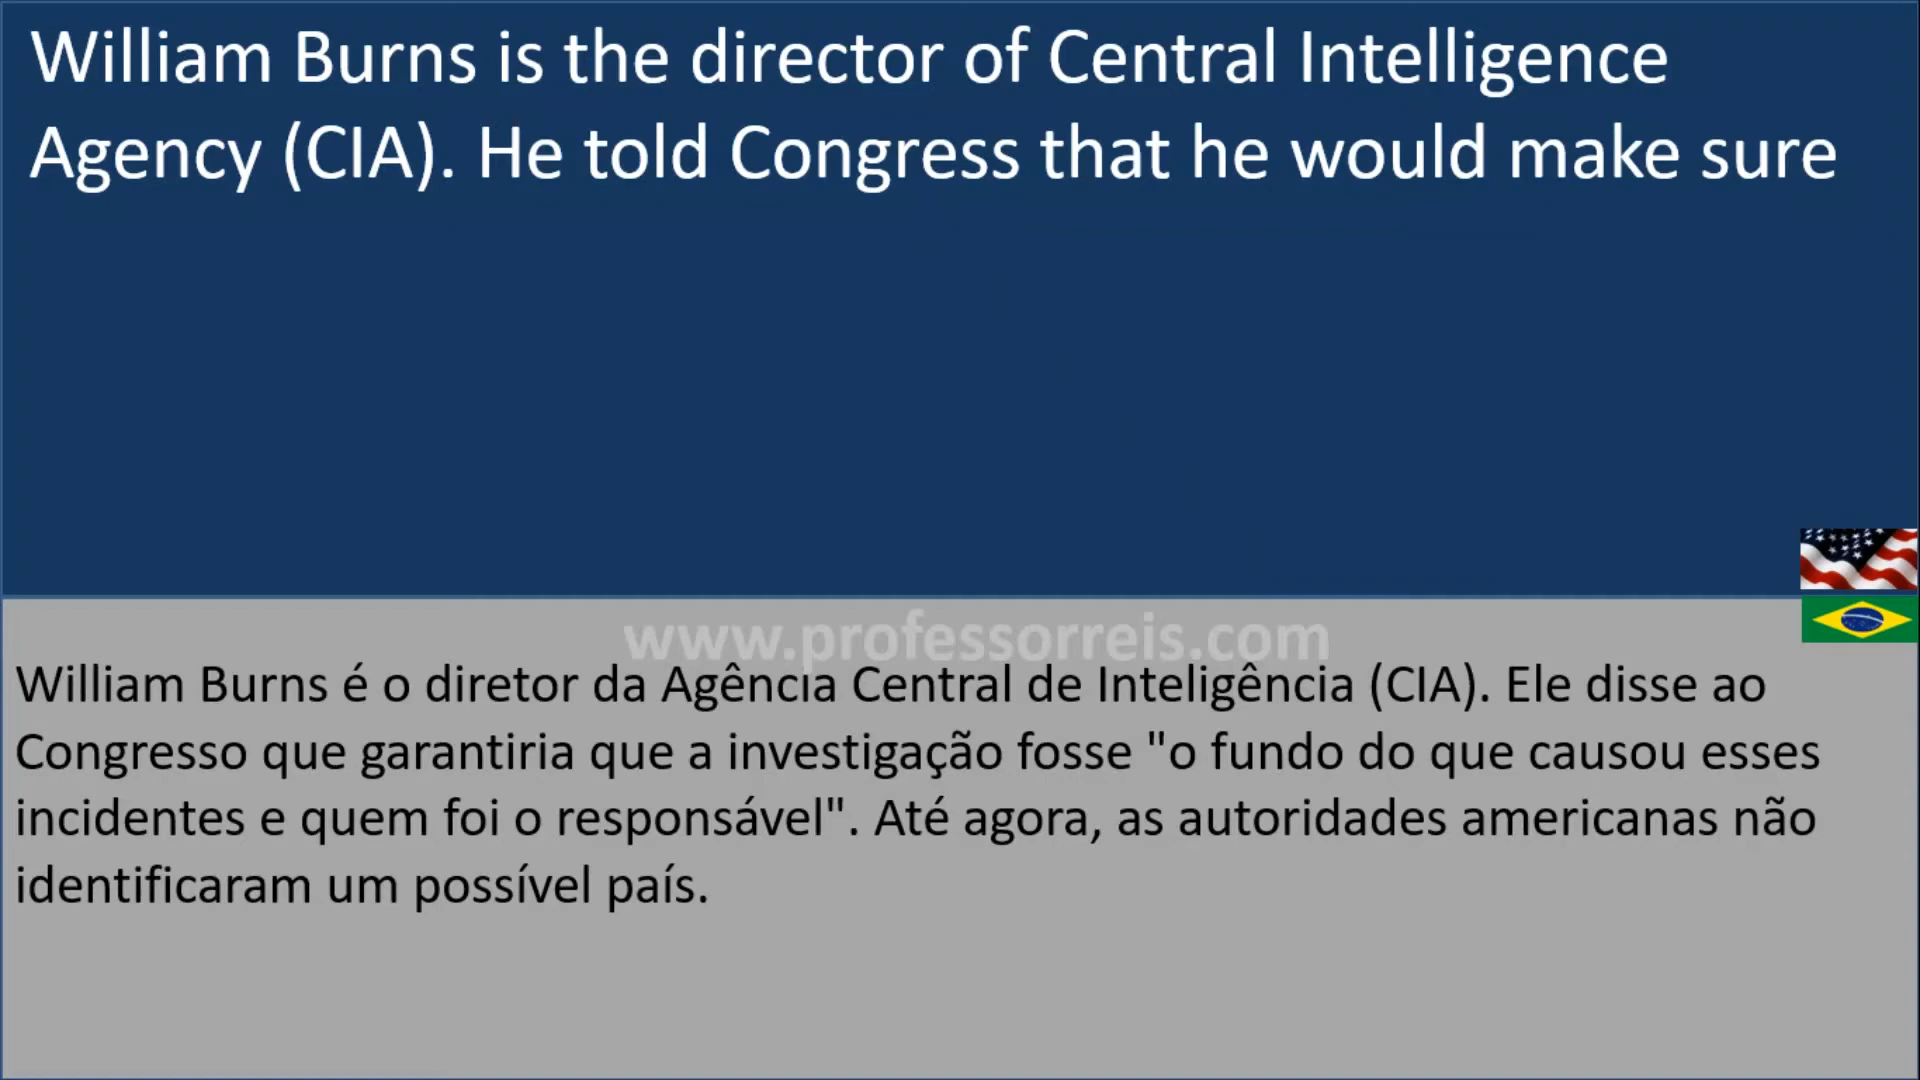 William Burns is the director of Central Intelligence
Agency (CIA). He told Congress that he would make sure
www.professorreis.com
William Burns é o diretor da Agência Central de Inteligência (CIA). Ele disse ao
Congresso que garantiria que a investigação fosse "o fundo do que causou esses
incidentes e quem foi o responsável". Até agora, as autoridades americanas não
identificaram um possível país.